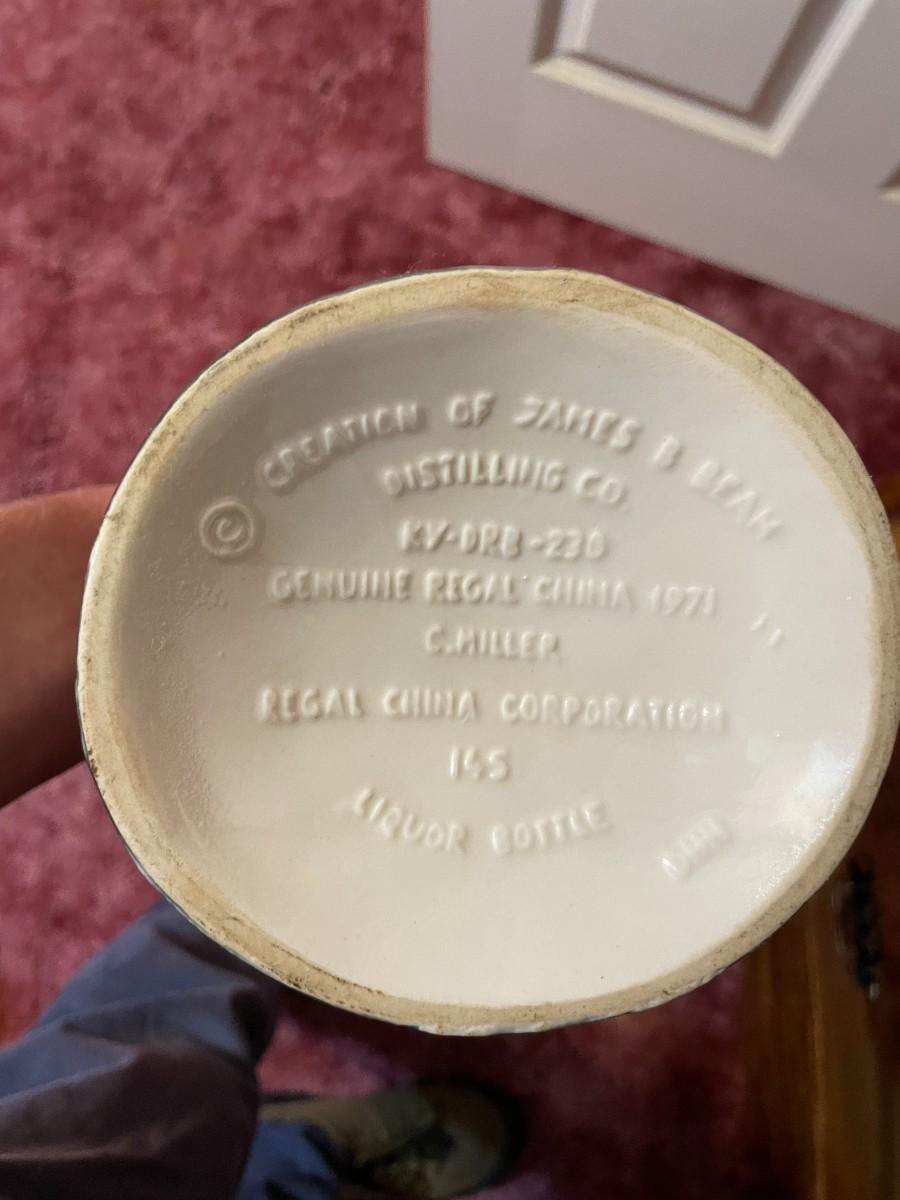 © CREATION OF JAMES B BEAM
DISTILLING CO.
KY-DRB-230
GENUINE REGAL CHINA 1971
C. MILLER
REGAL CHINA CORPORATION
145
LIQUOR BOTTLE